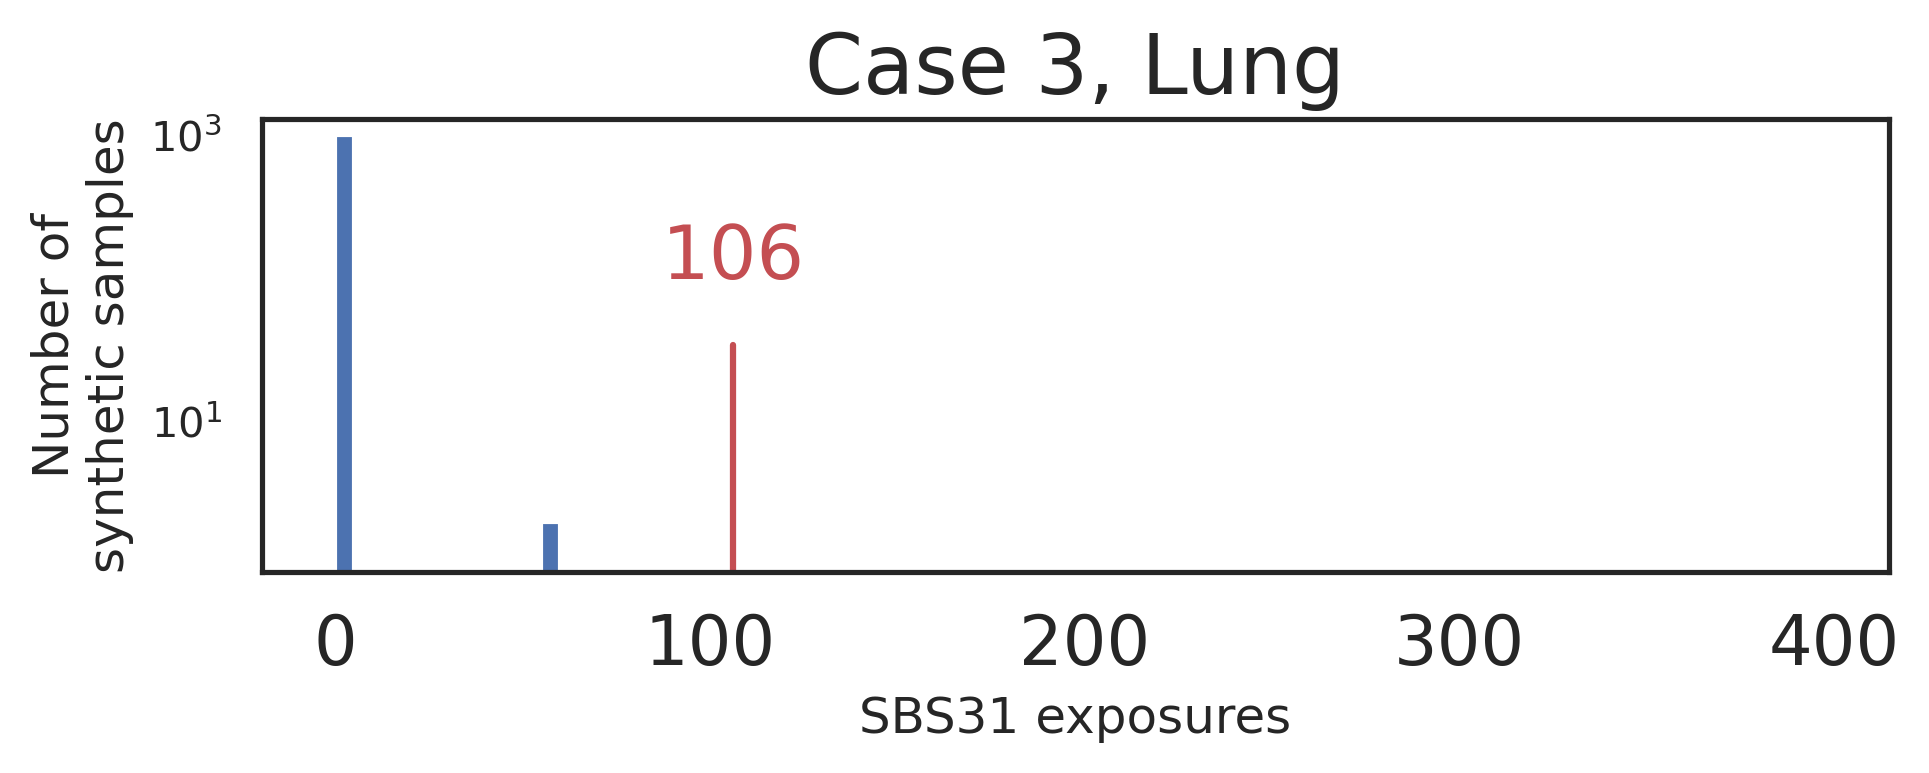 Case 3, Lung
Number of
synthetic samples
10³
10¹
106
0 100 200 300 400
SBS31 exposures